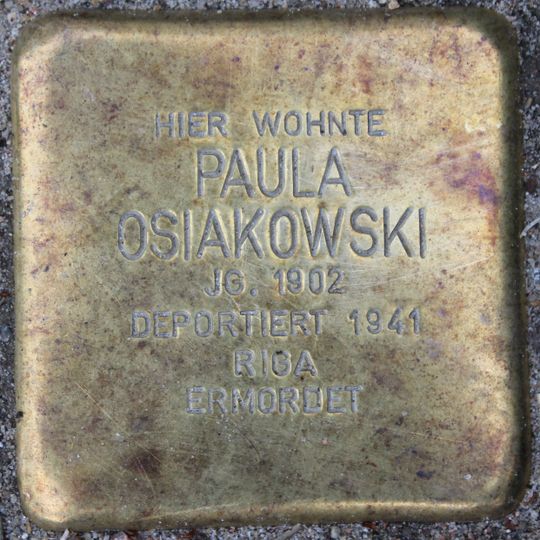 HIER WOHNTE
PAULA
OSIAKOWSKI
JG. 1902
DEPORTIERT 1941
RIGA
ERMORDET